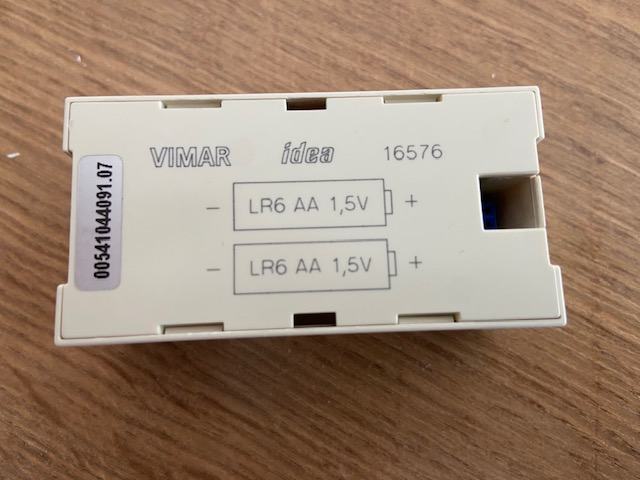 VIMAR idea 16576
00541044091.07
- LR6 AA 1,5V +
- LR6 AA 1,5V +